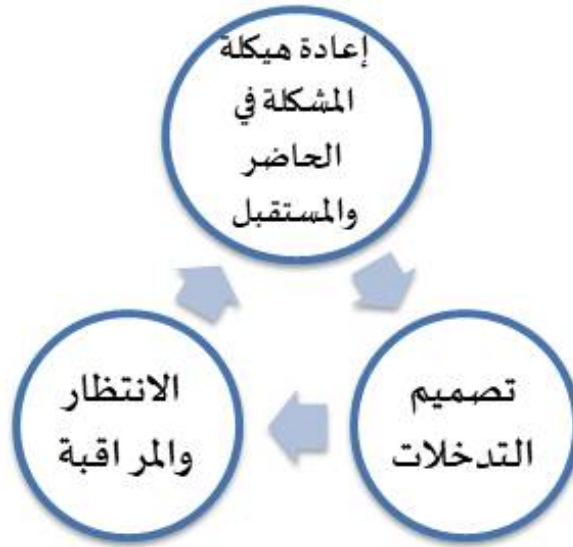 إعادة هيكلة
المشكلة في
الحاضر
والمستقبل
تصميم
التدخلات
الانتظار
والمراقبة